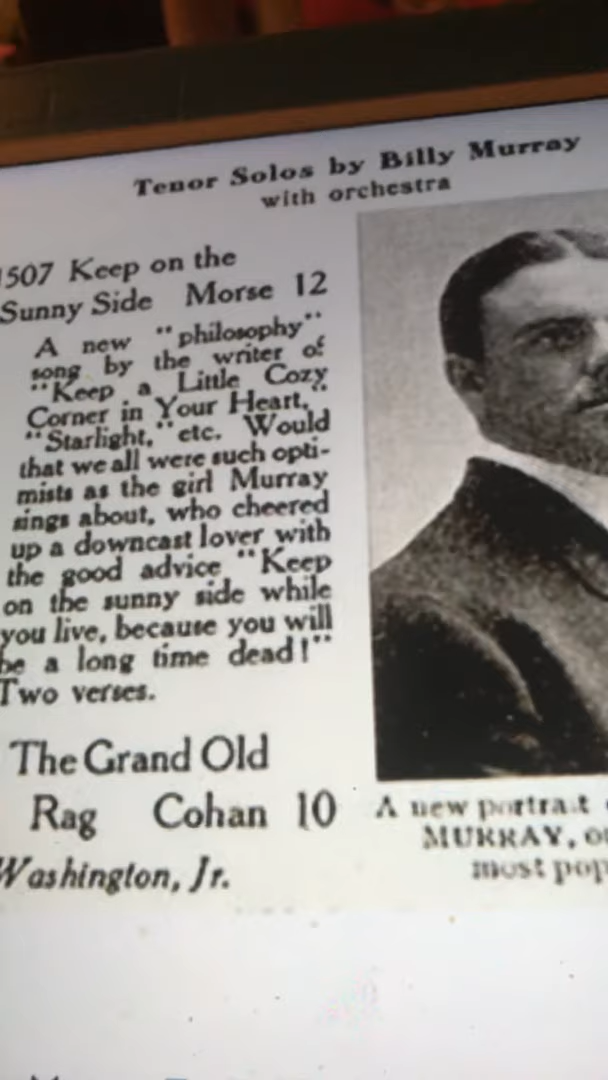 Tenor Solos by Billy Murray
with orchestra
1507 Keep on the
Sunny Side Morse 12
A new "philosophy"
song by the writer of
"Keep a Little Cozy
Corner in Your Heart,"
"Starlight," etc. Would
that we all were such opti-
mists as the girl Murray
sings about, who cheered
up a downcast lover with
the good advice "Keep
on the sunny side while
you live, because you will
be a long time dead!"
Two verses.
The Grand Old
Rag Cohan 10
Washington, Jr.
A new portrait
MURRAY,
most